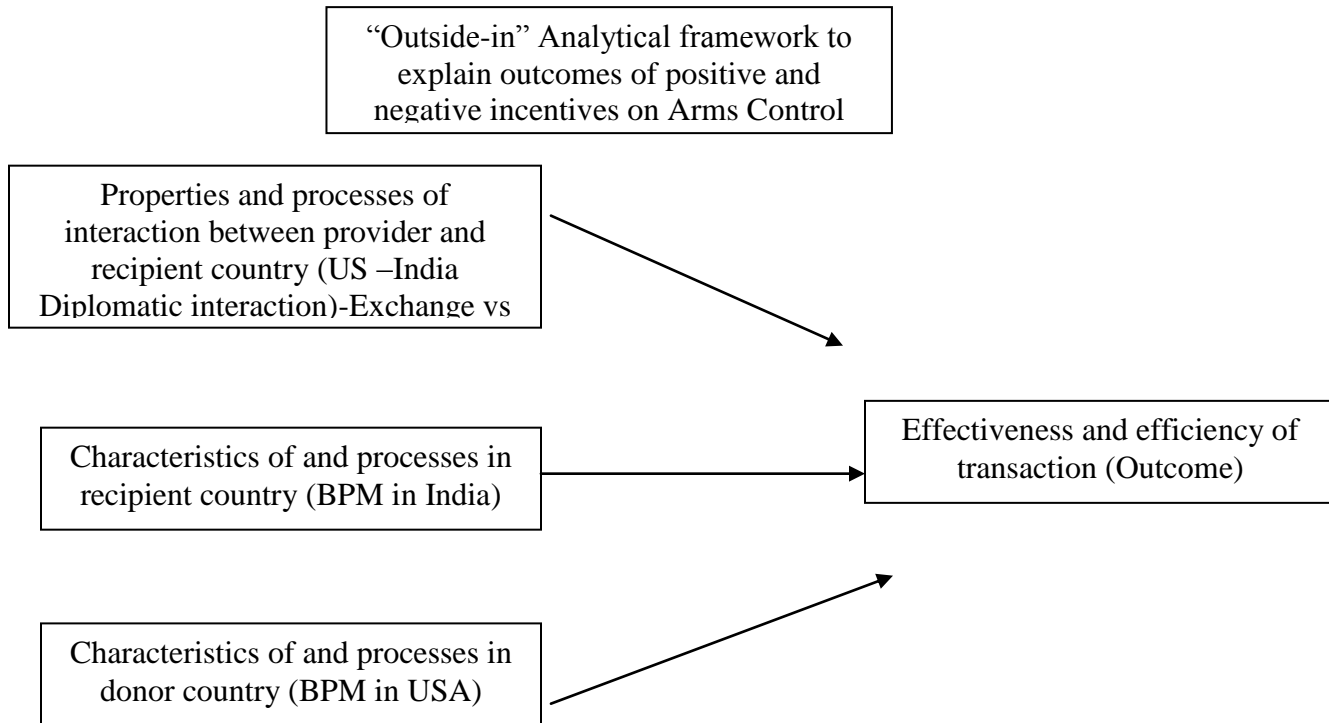 “Outside-in” Analytical framework to
explain outcomes of positive and
negative incentives on Arms Control
Properties and processes of
interaction between provider and
recipient country (US –India
Diplomatic interaction)-Exchange vs
Characteristics of and processes in
recipient country (BPM in India)
Effectiveness and efficiency of
transaction (Outcome)
Characteristics of and processes in
donor country (BPM in USA)